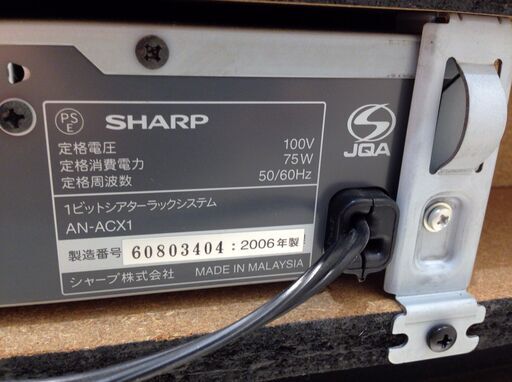 PS
E
SHARP
定格電圧 100V
定格消費電力 75W
定格周波数 50/60Hz
JQA
1ビットシアターラックシステム
AN-ACX1
製造番号 60803404 : 2006年製
シャープ株式会社 MADE IN MALAYSIA